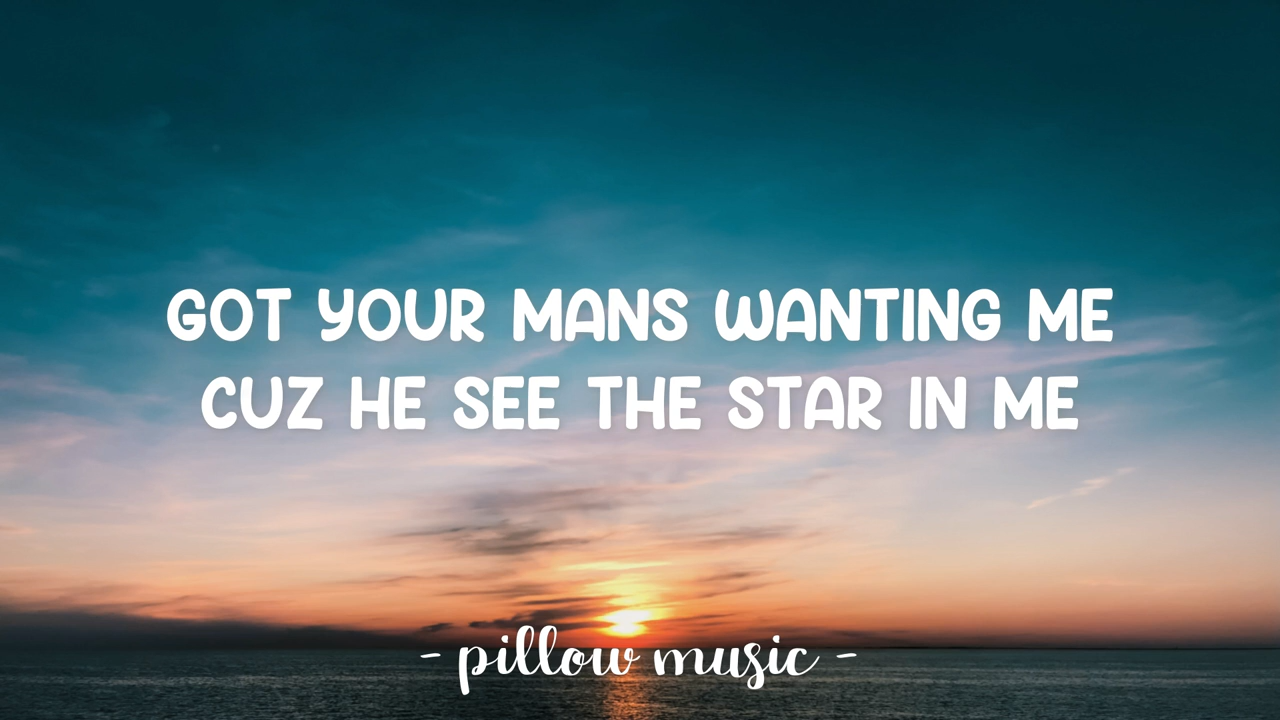 GOT YOUR MANS WANTING ME
CUZ HE SEE THE STAR IN ME
- pillow music -